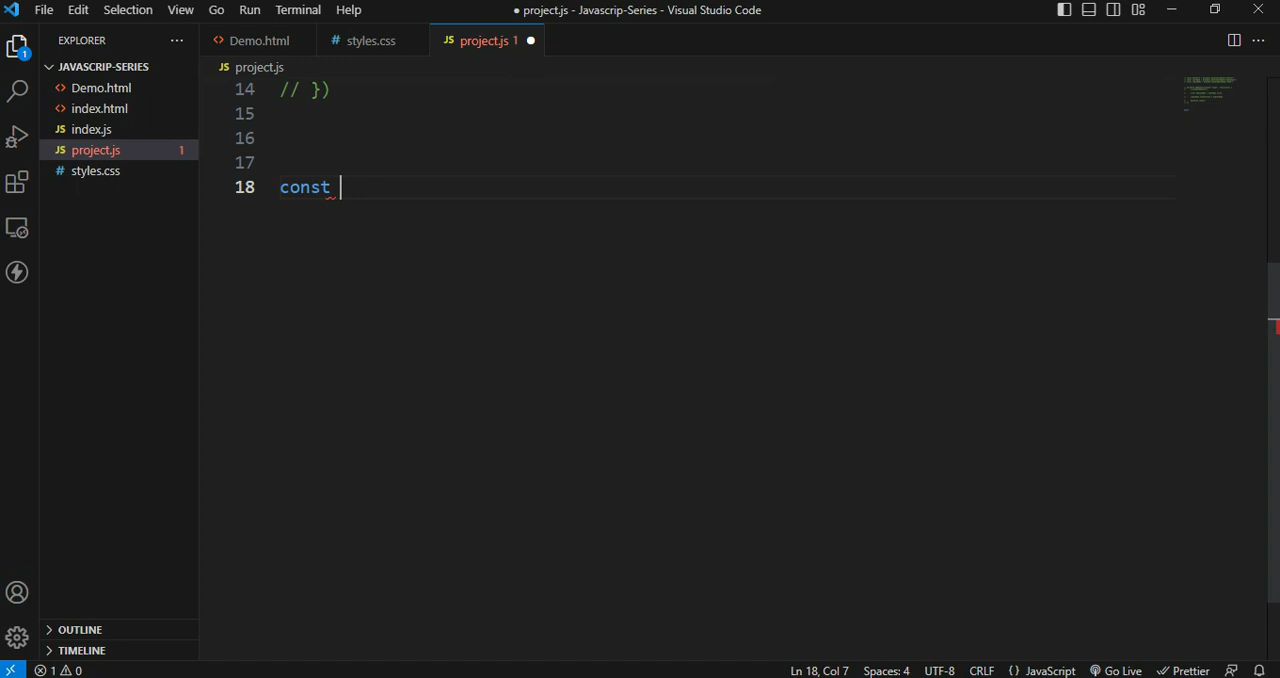 File Edit Selection View Go Run Terminal Help
● project.js - Javascrip-Series - Visual Studio Code
EXPLORER ...
1
JAVASCRIP-SERIES
<> Demo.html
<> index.html
JS index.js
JS project.js 1
# styles.css
OUTLINE
TIMELINE
<> Demo.html # styles.css JS project.js 1 ●
JS project.js
14 // })
15
16
17
18 const
1 0 Ln 18, Col 7 Spaces: 4 UTF-8 CRLF {} JavaScript Go Live Prettier